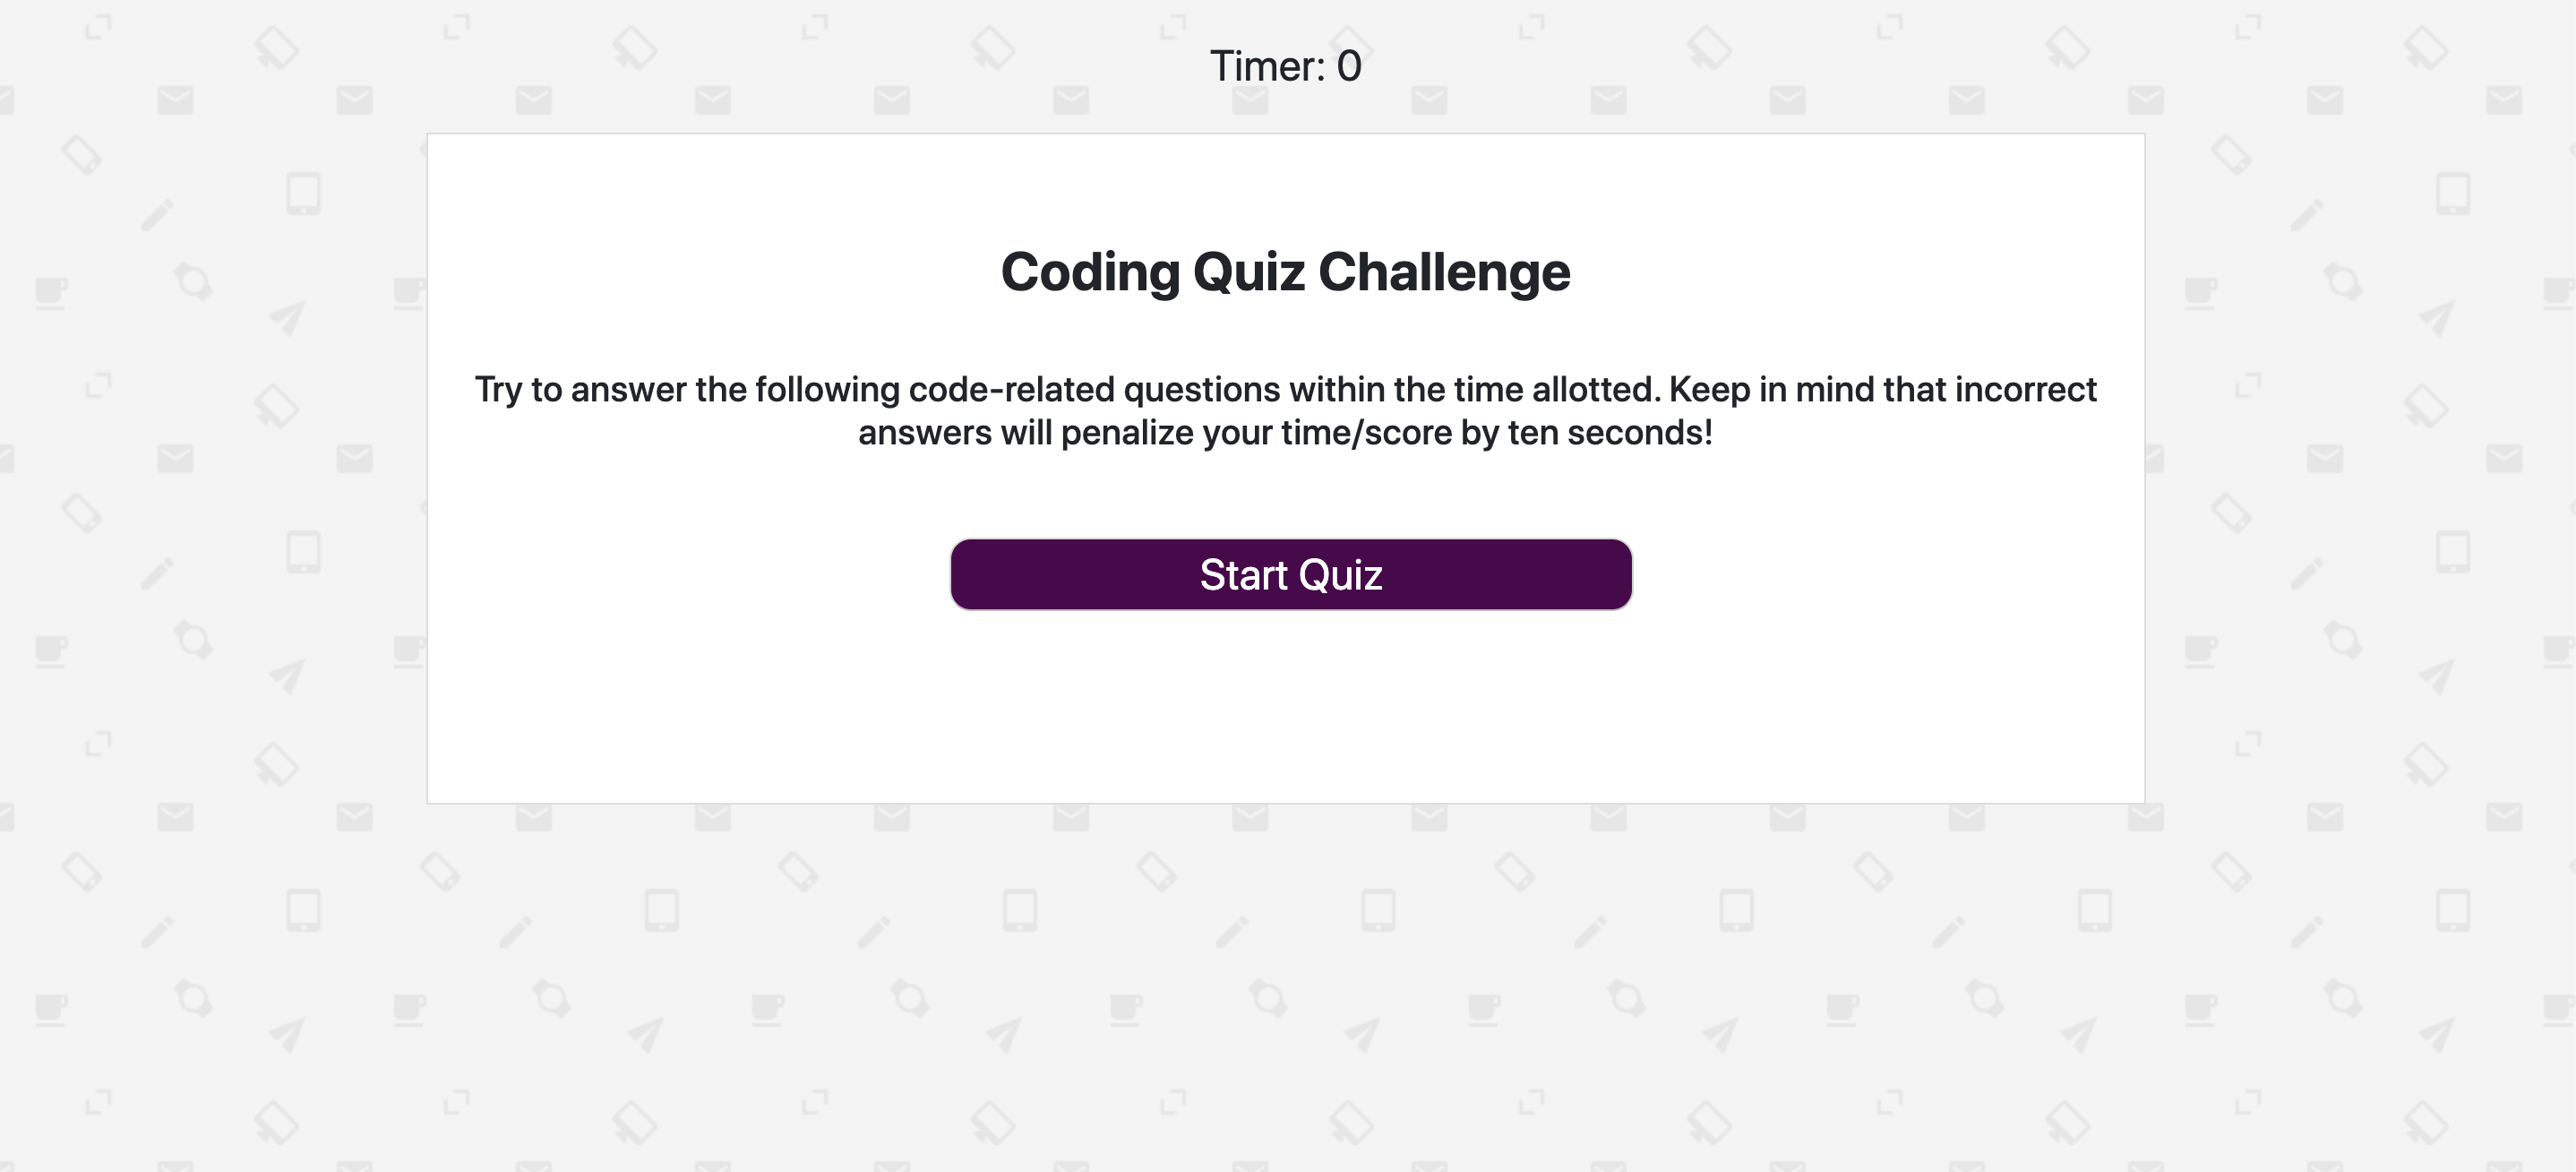 Timer: 0
Coding Quiz Challenge
Try to answer the following code-related questions within the time allotted. Keep in mind that incorrect
answers will penalize your time/score by ten seconds!
Start Quiz